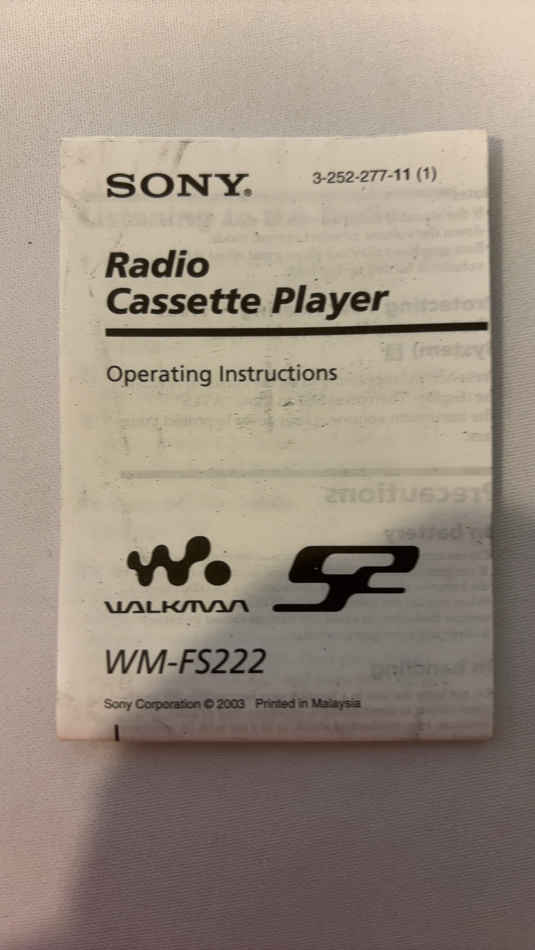 SONY®
3-252-277-11 (1)
Radio
Cassette Player
Operating Instructions
WALKMAN
WM-FS222
Sony Corporation © 2003 Printed in Malaysia
Precautions